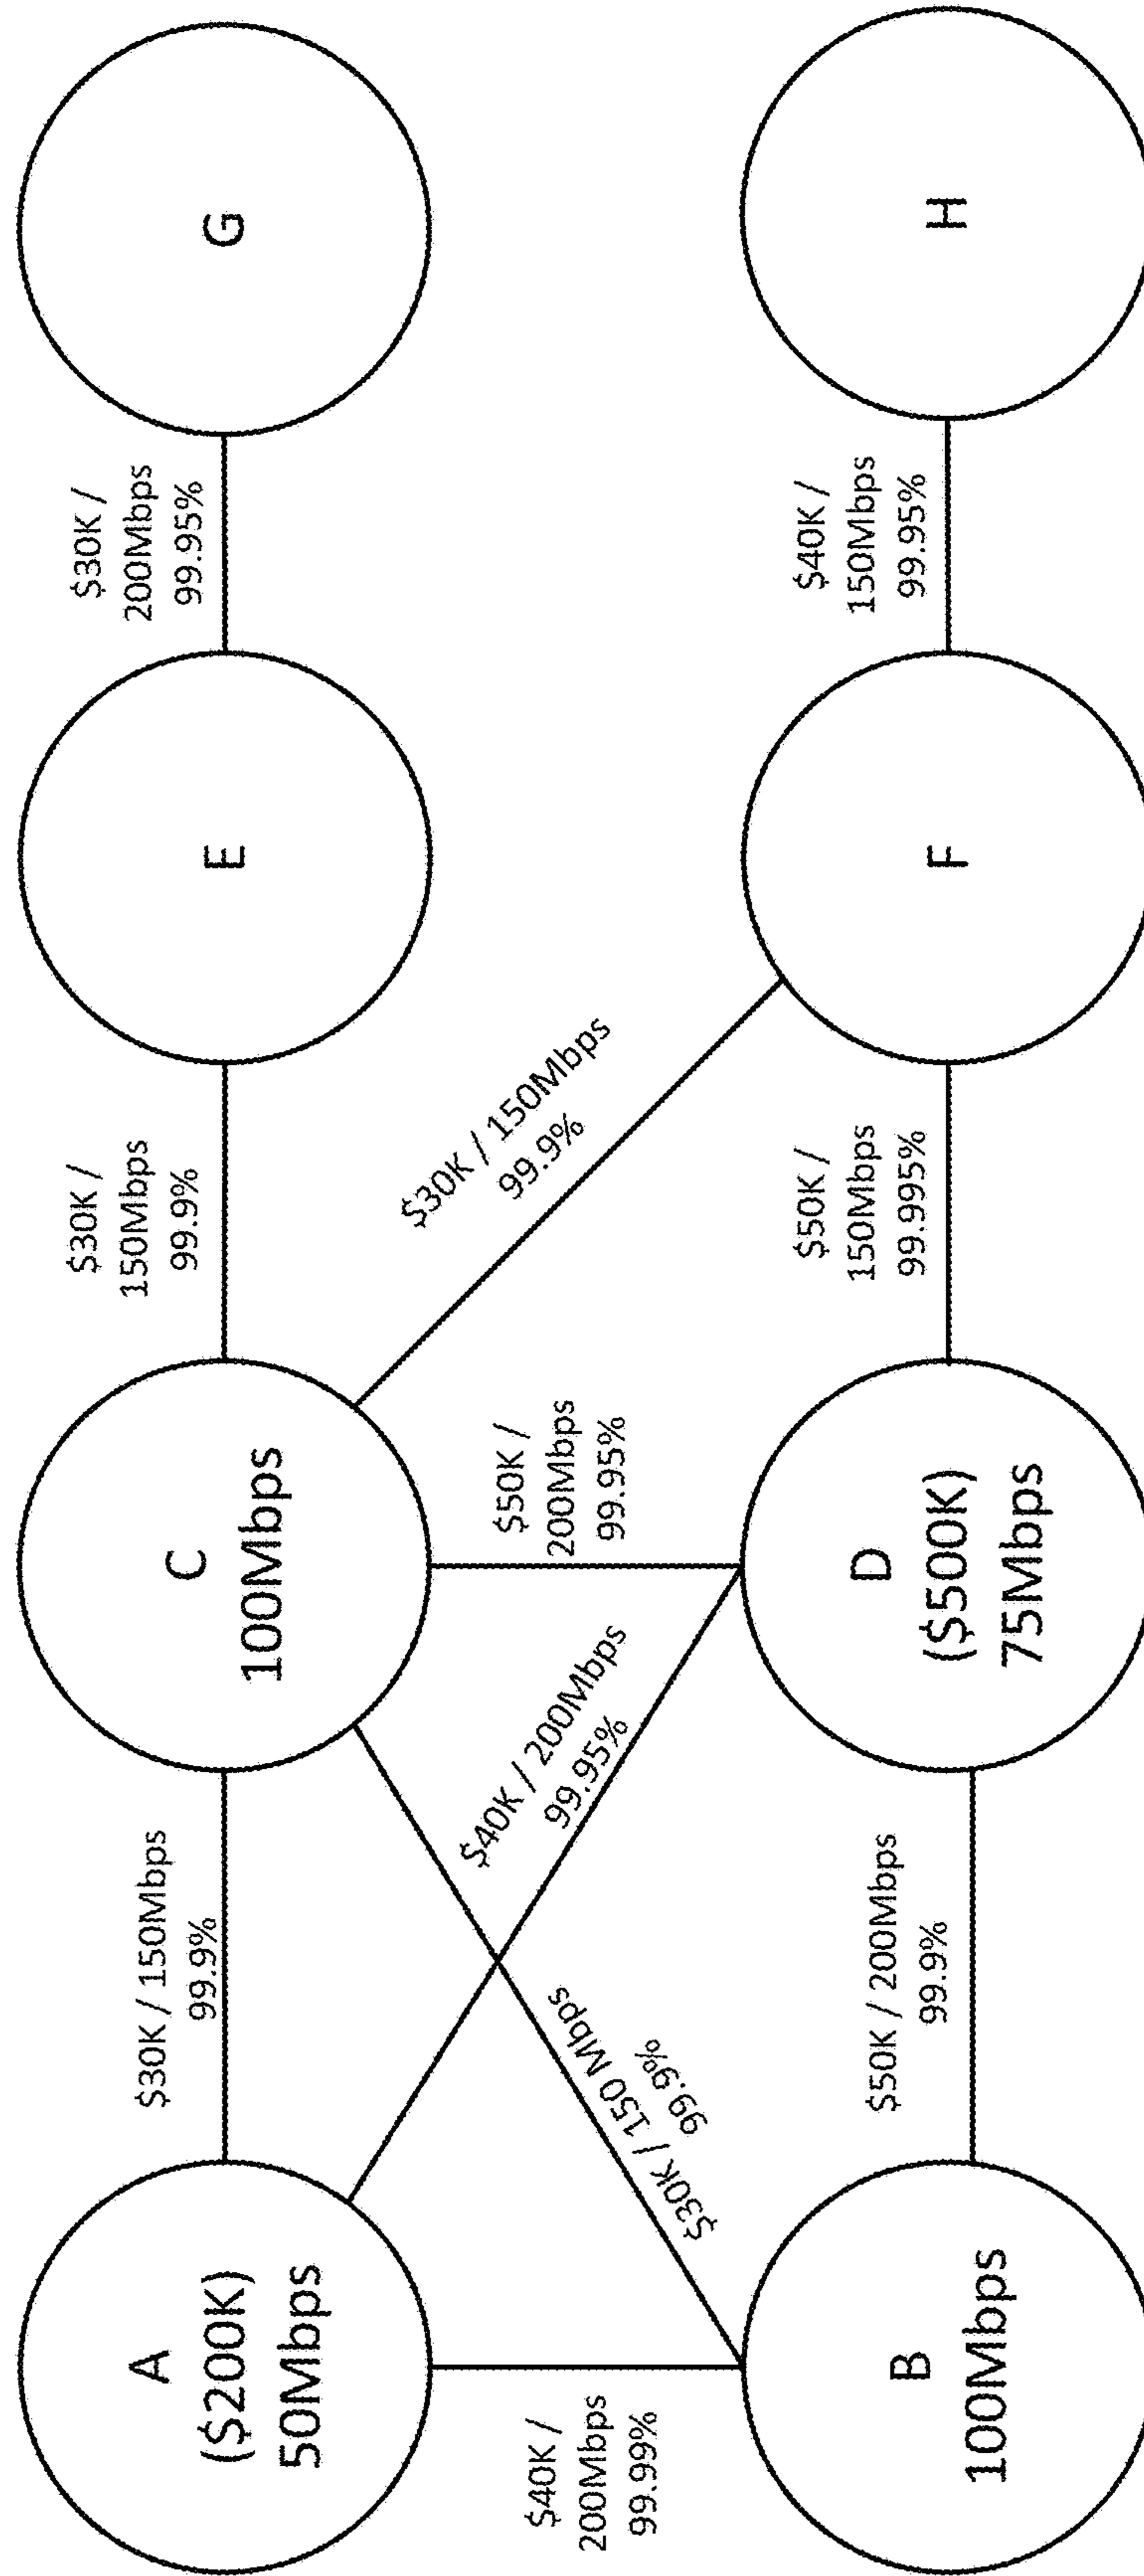 A
($200K)
50Mbps
$30K / 150Mbps
99.9%
C
100Mbps
$30K /
150Mbps
99.9%
E
$30K /
200Mbps
99.95%
G
$40K /
200Mbps
99.99%
$30K / 150 Mbps
99.9%
$40K / 200Mbps
99.95%
$50K /
200Mbps
99.95%
$30K / 150Mbps
99.9%
B
100Mbps
$50K / 200Mbps
99.9%
D
($500K)
75Mbps
$50K /
150Mbps
99.995%
F
$40K /
150Mbps
99.95%
H